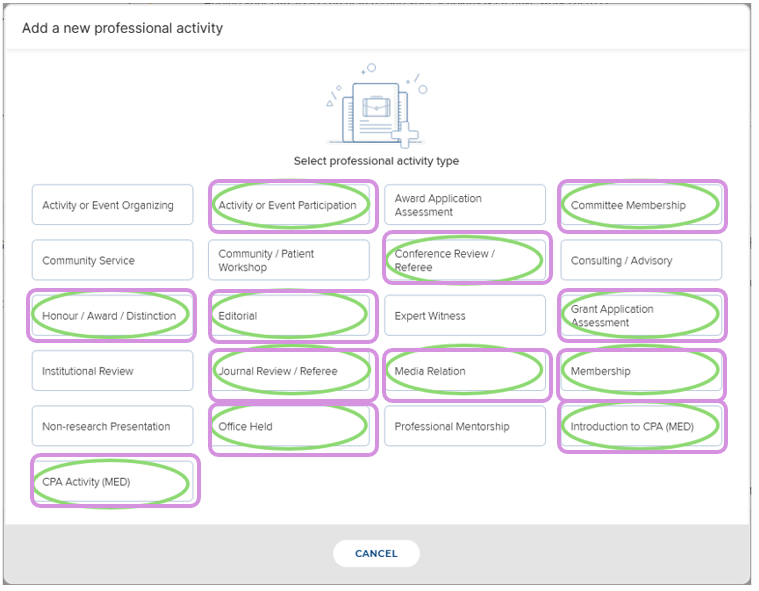 Add a new professional activity
Select professional activity type
Activity or Event Organizing
Activity or Event Participation
Award Application
Assessment
Committee Membership
Community Service
Community / Patient
Workshop
Conference Review /
Referee
Consulting / Advisory
Honour / Award / Distinction
Editorial
Expert Witness
Grant Application
Assessment
Institutional Review
Journal Review / Referee
Media Relation
Membership
Non-research Presentation
Office Held
Professional Mentorship
Introduction to CPA (MED)
CPA Activity (MED)
CANCEL